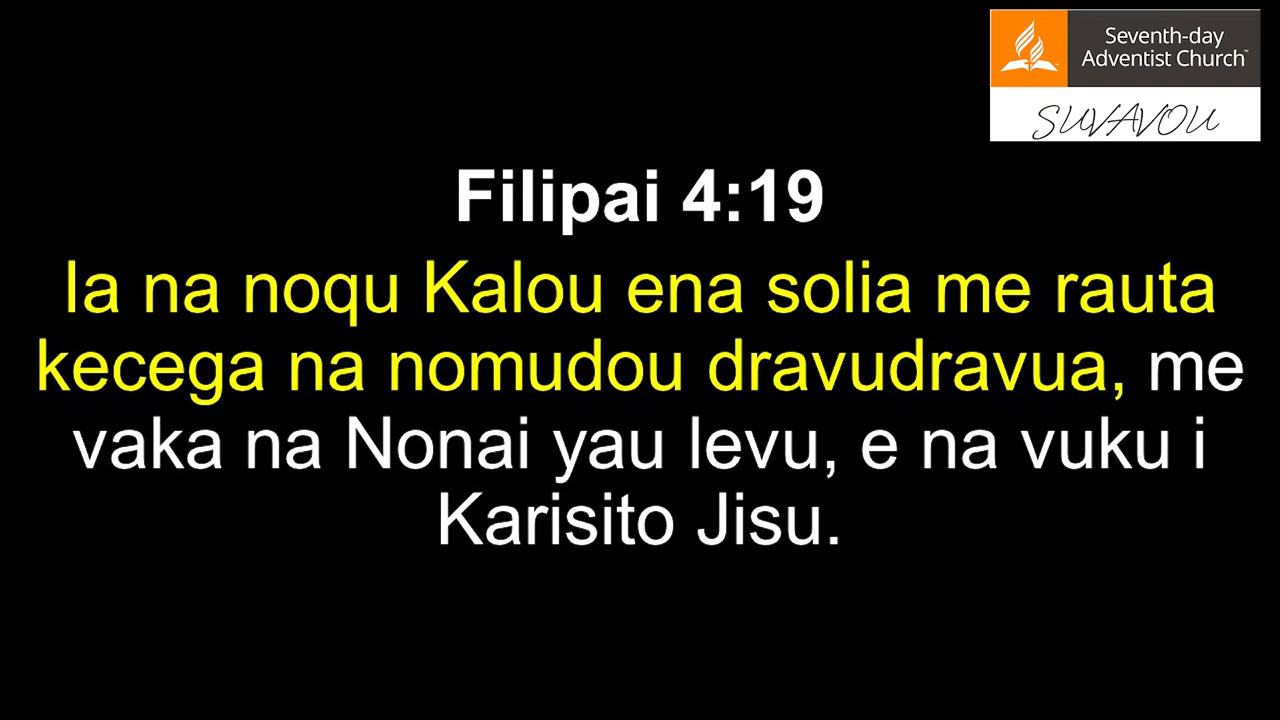 Seventh-day
Adventist Church™
SUVAVOU
Filipai 4:19
Ia na noqu Kalou ena solia me rauta
kecega na nomudou dravudravua, me
vaka na Nonai yau levu, e na vuku i
Karisito Jisu.